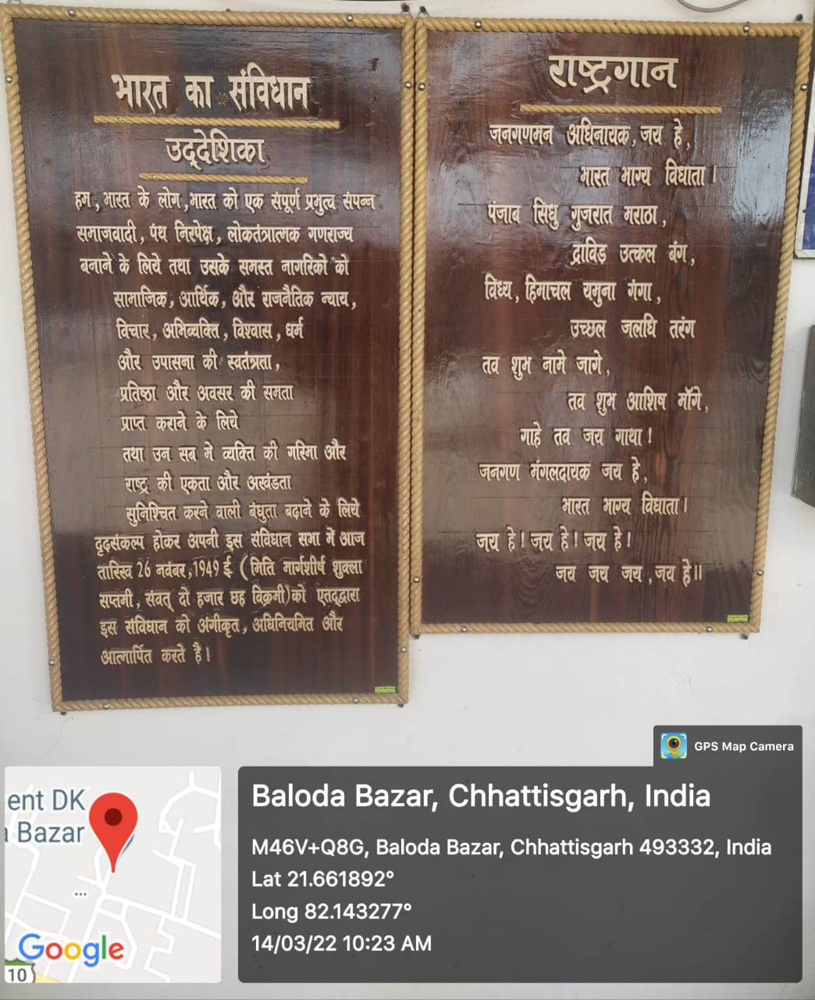 भारत का संविधान
उद्देशिका
हम, भारत के लोग, भारत को एक संपूर्ण प्रभुत्व संपन्न
समाजवादी, पंथ निरपेक्ष, लोकतंत्रात्मक गणराज्य
बनाने के लिये तथा उसके समस्त नागरिको को
सामाजिक, आर्थिक, और राजनैतिक न्याय,
विचार, अभिव्यक्ति, विश्वास, धर्म
और उपासना की स्वतंत्रता,
प्रतिष्ठा और अवसर की समता
प्राप्त कराने के लिये
तथा उन सब मे व्यक्ति की गरिमा और
राष्ट्र की एकता और अखंडता
सुनिश्चित करने वाली बंधुता बढ़ाने के लिये
दृढ़संकल्प होकर अपनी इस संविधान सभा में आज
तारिख 26 नवंबर, 1949 ई (मिति मार्गशीर्ष शुक्ला
सप्तमी, संवत् दो हजार छह विक्रमी) को एतद्द्वारा
इस संविधान को अंगीकृत, अधिनियमित और
आत्मार्पित करते है।
राष्ट्रगान
जनगणमन अधिनायक, जय हे,
भारत भाग्य विधाता।
पंजाब सिंधु गुजरात मराठा,
द्राविड़ उत्कल बंग,
विंध्य, हिमाचल यमुना गंगा,
उच्छल जलधि तरंग
तव शुभ नामे जागे,
तव शुभ आशिष मॉंगे,
गाहे तव जय गाथा!
जनगण मंगलदायक जय हे,
भारत भाग्य विधाता।
जय हे! जय हे! जय हे!
जय जय जय, जय हे।।
GPS Map Camera
ent DK
Bazar
Google
10
Baloda Bazar, Chhattisgarh, India
M46V+Q8G, Baloda Bazar, Chhattisgarh 493332, India
Lat 21.661892°
Long 82.143277°
14/03/22 10:23 AM